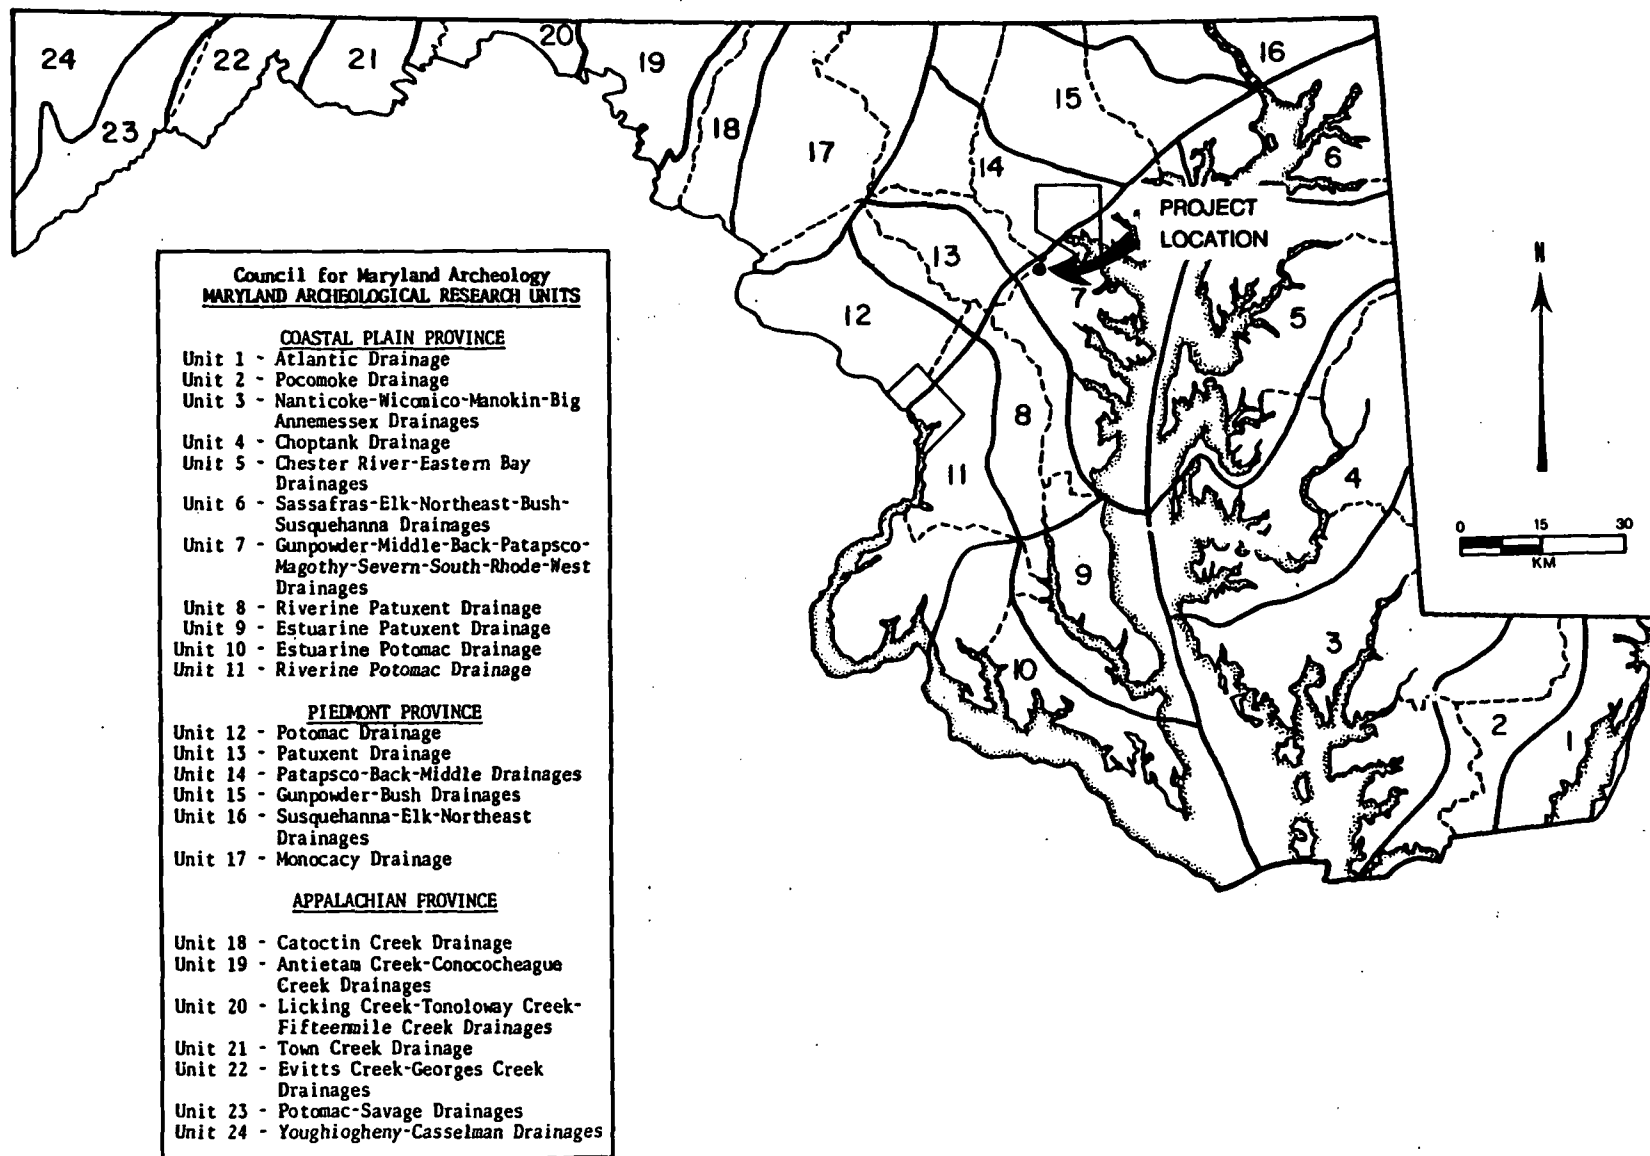 24
23
22
21
20
19
18
17
16
15
14
13
12
11
10
9
8
7
6
5
4
3
2
1
PROJECT
LOCATION
N
0 15 30
KM
Council for Maryland Archeology
MARYLAND ARCHEOLOGICAL RESEARCH UNITS
COASTAL PLAIN PROVINCE
Unit 1 - Atlantic Drainage
Unit 2 - Pocomoke Drainage
Unit 3 - Nanticoke-Wicomico-Manokin-Big
Annemessex Drainages
Unit 4 - Choptank Drainage
Unit 5 - Chester River-Eastern Bay
Drainages
Unit 6 - Sassafras-Elk-Northeast-Bush-
Susquehanna Drainages
Unit 7 - Gunpowder-Middle-Back-Patapsco-
Magothy-Severn-South-Rhode-West
Drainages
Unit 8 - Riverine Patuxent Drainage
Unit 9 - Estuarine Patuxent Drainage
Unit 10 - Estuarine Potomac Drainage
Unit 11 - Riverine Potomac Drainage
PIEDMONT PROVINCE
Unit 12 - Potomac Drainage
Unit 13 - Patuxent Drainage
Unit 14 - Patapsco-Back-Middle Drainages
Unit 15 - Gunpowder-Bush Drainages
Unit 16 - Susquehanna-Elk-Northeast
Drainages
Unit 17 - Monocacy Drainage
APPALACHIAN PROVINCE
Unit 18 - Catoctin Creek Drainage
Unit 19 - Antietam Creek-Conococheague
Creek Drainages
Unit 20 - Licking Creek-Tonoloway Creek-
Fifteenmile Creek Drainages
Unit 21 - Town Creek Drainage
Unit 22 - Evitts Creek-Georges Creek
Drainages
Unit 23 - Potomac-Savage Drainages
Unit 24 - Youghiogheny-Casselman Drainages